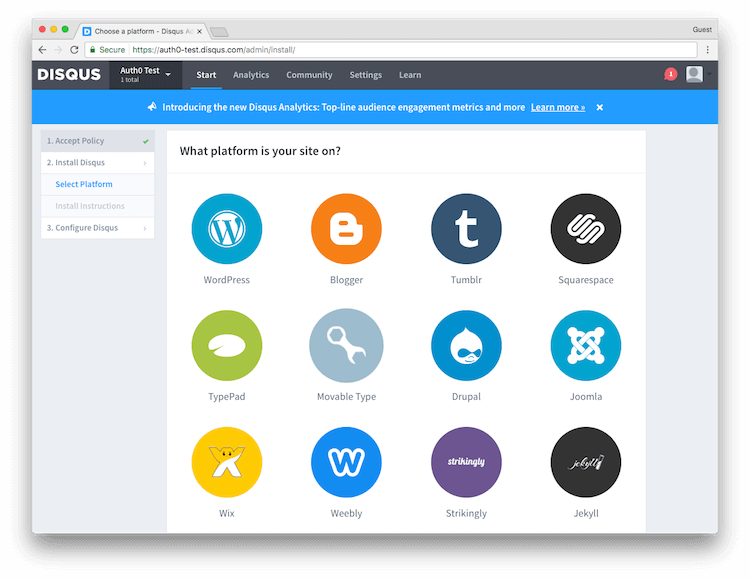 Choose a platform - Disqus Ad
Guest
Secure https://auth0-test.disqus.com/admin/install/
DISQUS
Auth0 Test
1 total
Start
Analytics
Community
Settings
Learn
1
Introducing the new Disqus Analytics: Top-line audience engagement metrics and more Learn more »
1. Accept Policy
2. Install Disqus
Select Platform
Install Instructions
3. Configure Disqus
What platform is your site on?
WordPress
Blogger
Tumblr
Squarespace
TypePad
Movable Type
Drupal
Joomla
strikingly
jekyll
Wix
Weebly
Strikingly
Jekyll